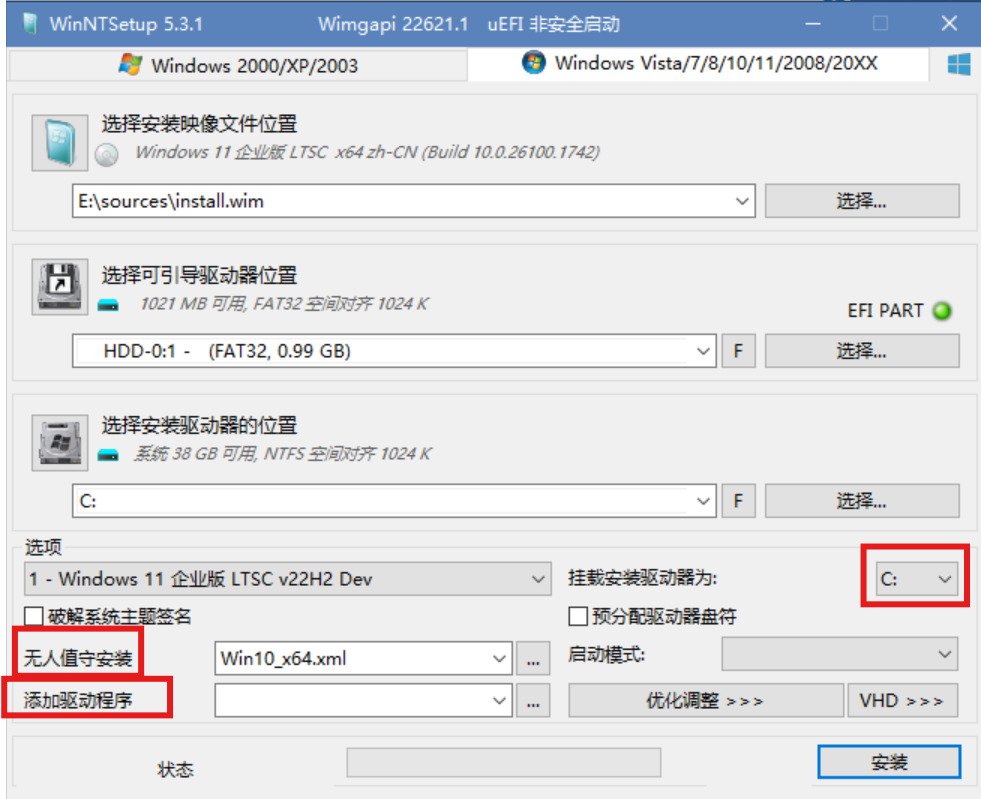 WinNTSetup 5.3.1 Wimgapi 22621.1 uEFI 非安全启动
Windows 2000/XP/2003 Windows Vista/7/8/10/11/2008/20XX
选择安装映像文件位置
Windows 11 企业版 LTSC x64 zh-CN (Build 10.0.26100.1742)
E:\sources\install.wim 选择...
选择可引导驱动器位置
1021 MB 可用, FAT32 空间对齐 1024 K
EFI PART
HDD-0:1 - (FAT32, 0.99 GB) F 选择...
选择安装驱动器的位置
系统 38 GB 可用, NTFS 空间对齐 1024 K
C: F 选择...
选项
1 - Windows 11 企业版 LTSC v22H2 Dev 挂载安装驱动器为: C:
破解系统主题签名 预分配驱动器盘符
无人值守安装 Win10_x64.xml ... 启动模式:
添加驱动程序 ... 优化调整 >>> VHD >>>
状态 安装